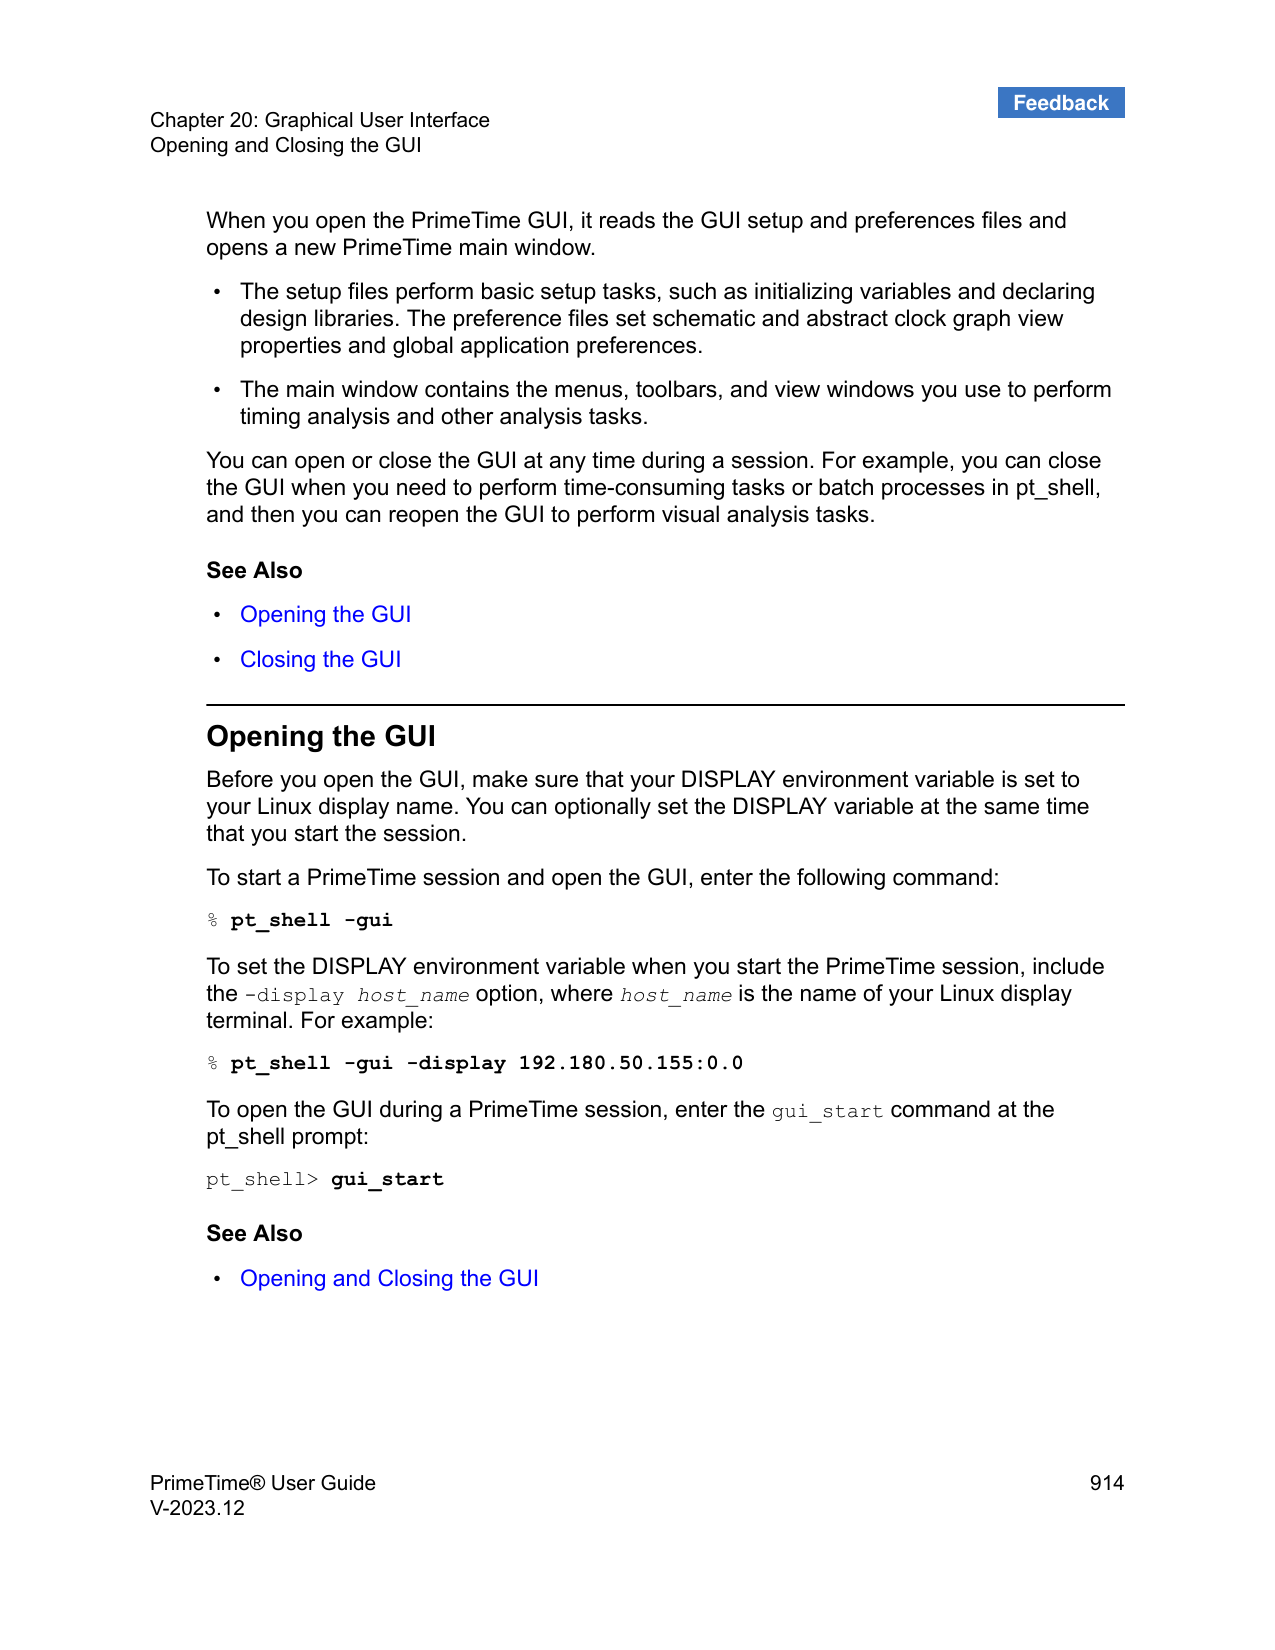 Feedback
Chapter 20: Graphical User Interface
Opening and Closing the GUI
When you open the PrimeTime GUI, it reads the GUI setup and preferences files and
opens a new PrimeTime main window.
• The setup files perform basic setup tasks, such as initializing variables and declaring
design libraries. The preference files set schematic and abstract clock graph view
properties and global application preferences.
• The main window contains the menus, toolbars, and view windows you use to perform
timing analysis and other analysis tasks.
You can open or close the GUI at any time during a session. For example, you can close
the GUI when you need to perform time-consuming tasks or batch processes in pt_shell,
and then you can reopen the GUI to perform visual analysis tasks.
See Also
• Opening the GUI
• Closing the GUI
Opening the GUI
Before you open the GUI, make sure that your DISPLAY environment variable is set to
your Linux display name. You can optionally set the DISPLAY variable at the same time
that you start the session.
To start a PrimeTime session and open the GUI, enter the following command:
% pt_shell -gui
To set the DISPLAY environment variable when you start the PrimeTime session, include
the -display host_name option, where host_name is the name of your Linux display
terminal. For example:
% pt_shell -gui -display 192.180.50.155:0.0
To open the GUI during a PrimeTime session, enter the gui_start command at the
pt_shell prompt:
pt_shell> gui_start
See Also
• Opening and Closing the GUI
PrimeTime® User Guide 914
V-2023.12